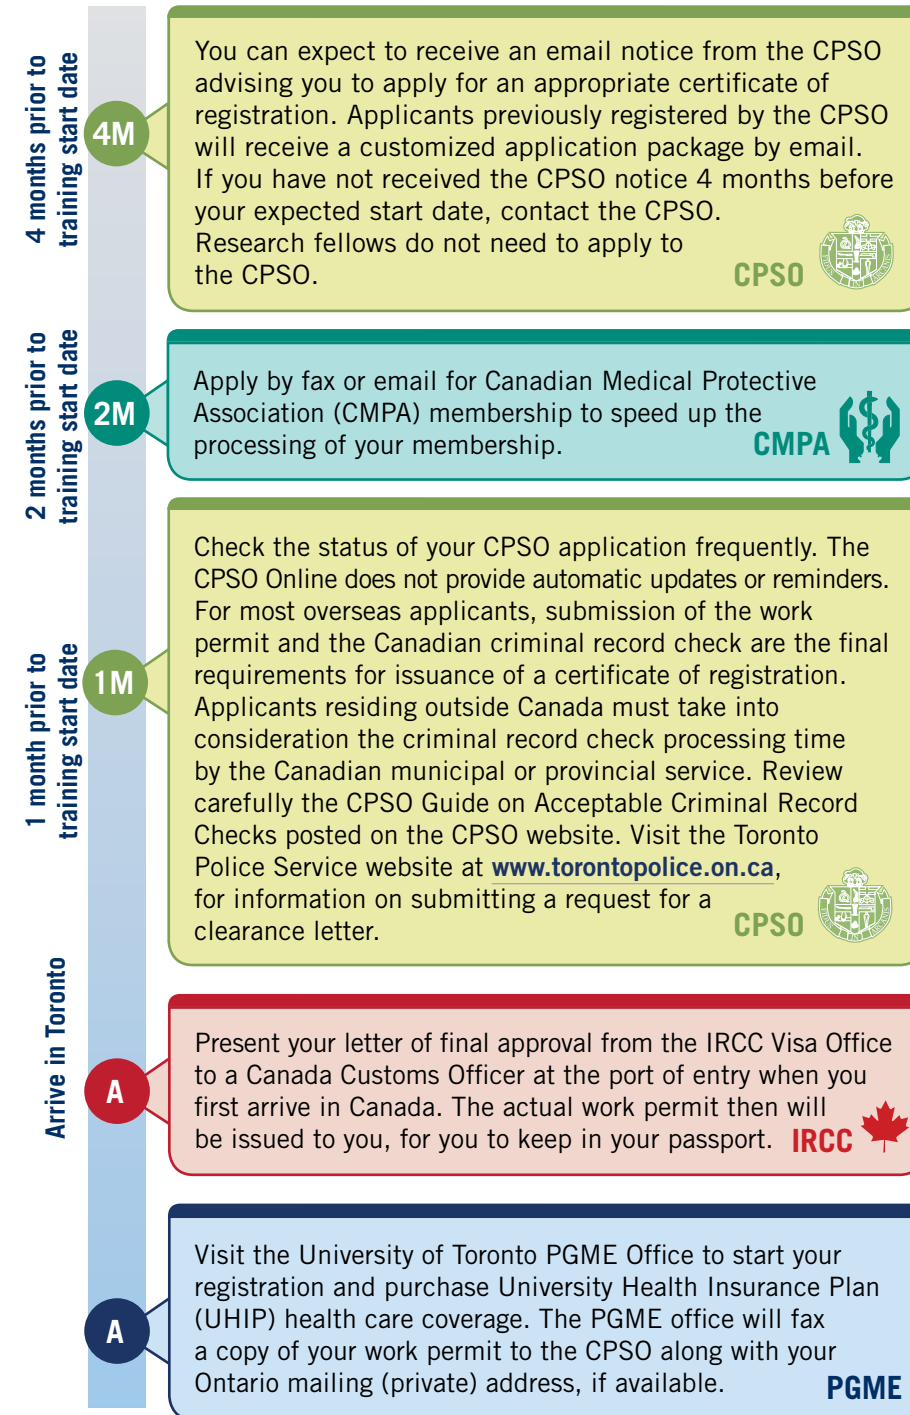 4 months prior to
training start date
4M
You can expect to receive an email notice from the CPSO
advising you to apply for an appropriate certificate of
registration. Applicants previously registered by the CPSO
will receive a customized application package by email.
If you have not received the CPSO notice 4 months before
your expected start date, contact the CPSO.
Research fellows do not need to apply to
the CPSO.
CPSO
2 months prior to
training start date
2M
Apply by fax or email for Canadian Medical Protective
Association (CMPA) membership to speed up the
processing of your membership.
CMPA
1 month prior to
training start date
1M
Check the status of your CPSO application frequently. The
CPSO Online does not provide automatic updates or reminders.
For most overseas applicants, submission of the work
permit and the Canadian criminal record check are the final
requirements for issuance of a certificate of registration.
Applicants residing outside Canada must take into
consideration the criminal record check processing time
by the Canadian municipal or provincial service. Review
carefully the CPSO Guide on Acceptable Criminal Record
Checks posted on the CPSO website. Visit the Toronto
Police Service website at www.torontopolice.on.ca,
for information on submitting a request for a
clearance letter.
CPSO
Arrive in Toronto
A
Present your letter of final approval from the IRCC Visa Office
to a Canada Customs Officer at the port of entry when you
first arrive in Canada. The actual work permit then will
be issued to you, for you to keep in your passport.
IRCC
A
Visit the University of Toronto PGME Office to start your
registration and purchase University Health Insurance Plan
(UHIP) health care coverage. The PGME office will fax
a copy of your work permit to the CPSO along with your
Ontario mailing (private) address, if available.
PGME